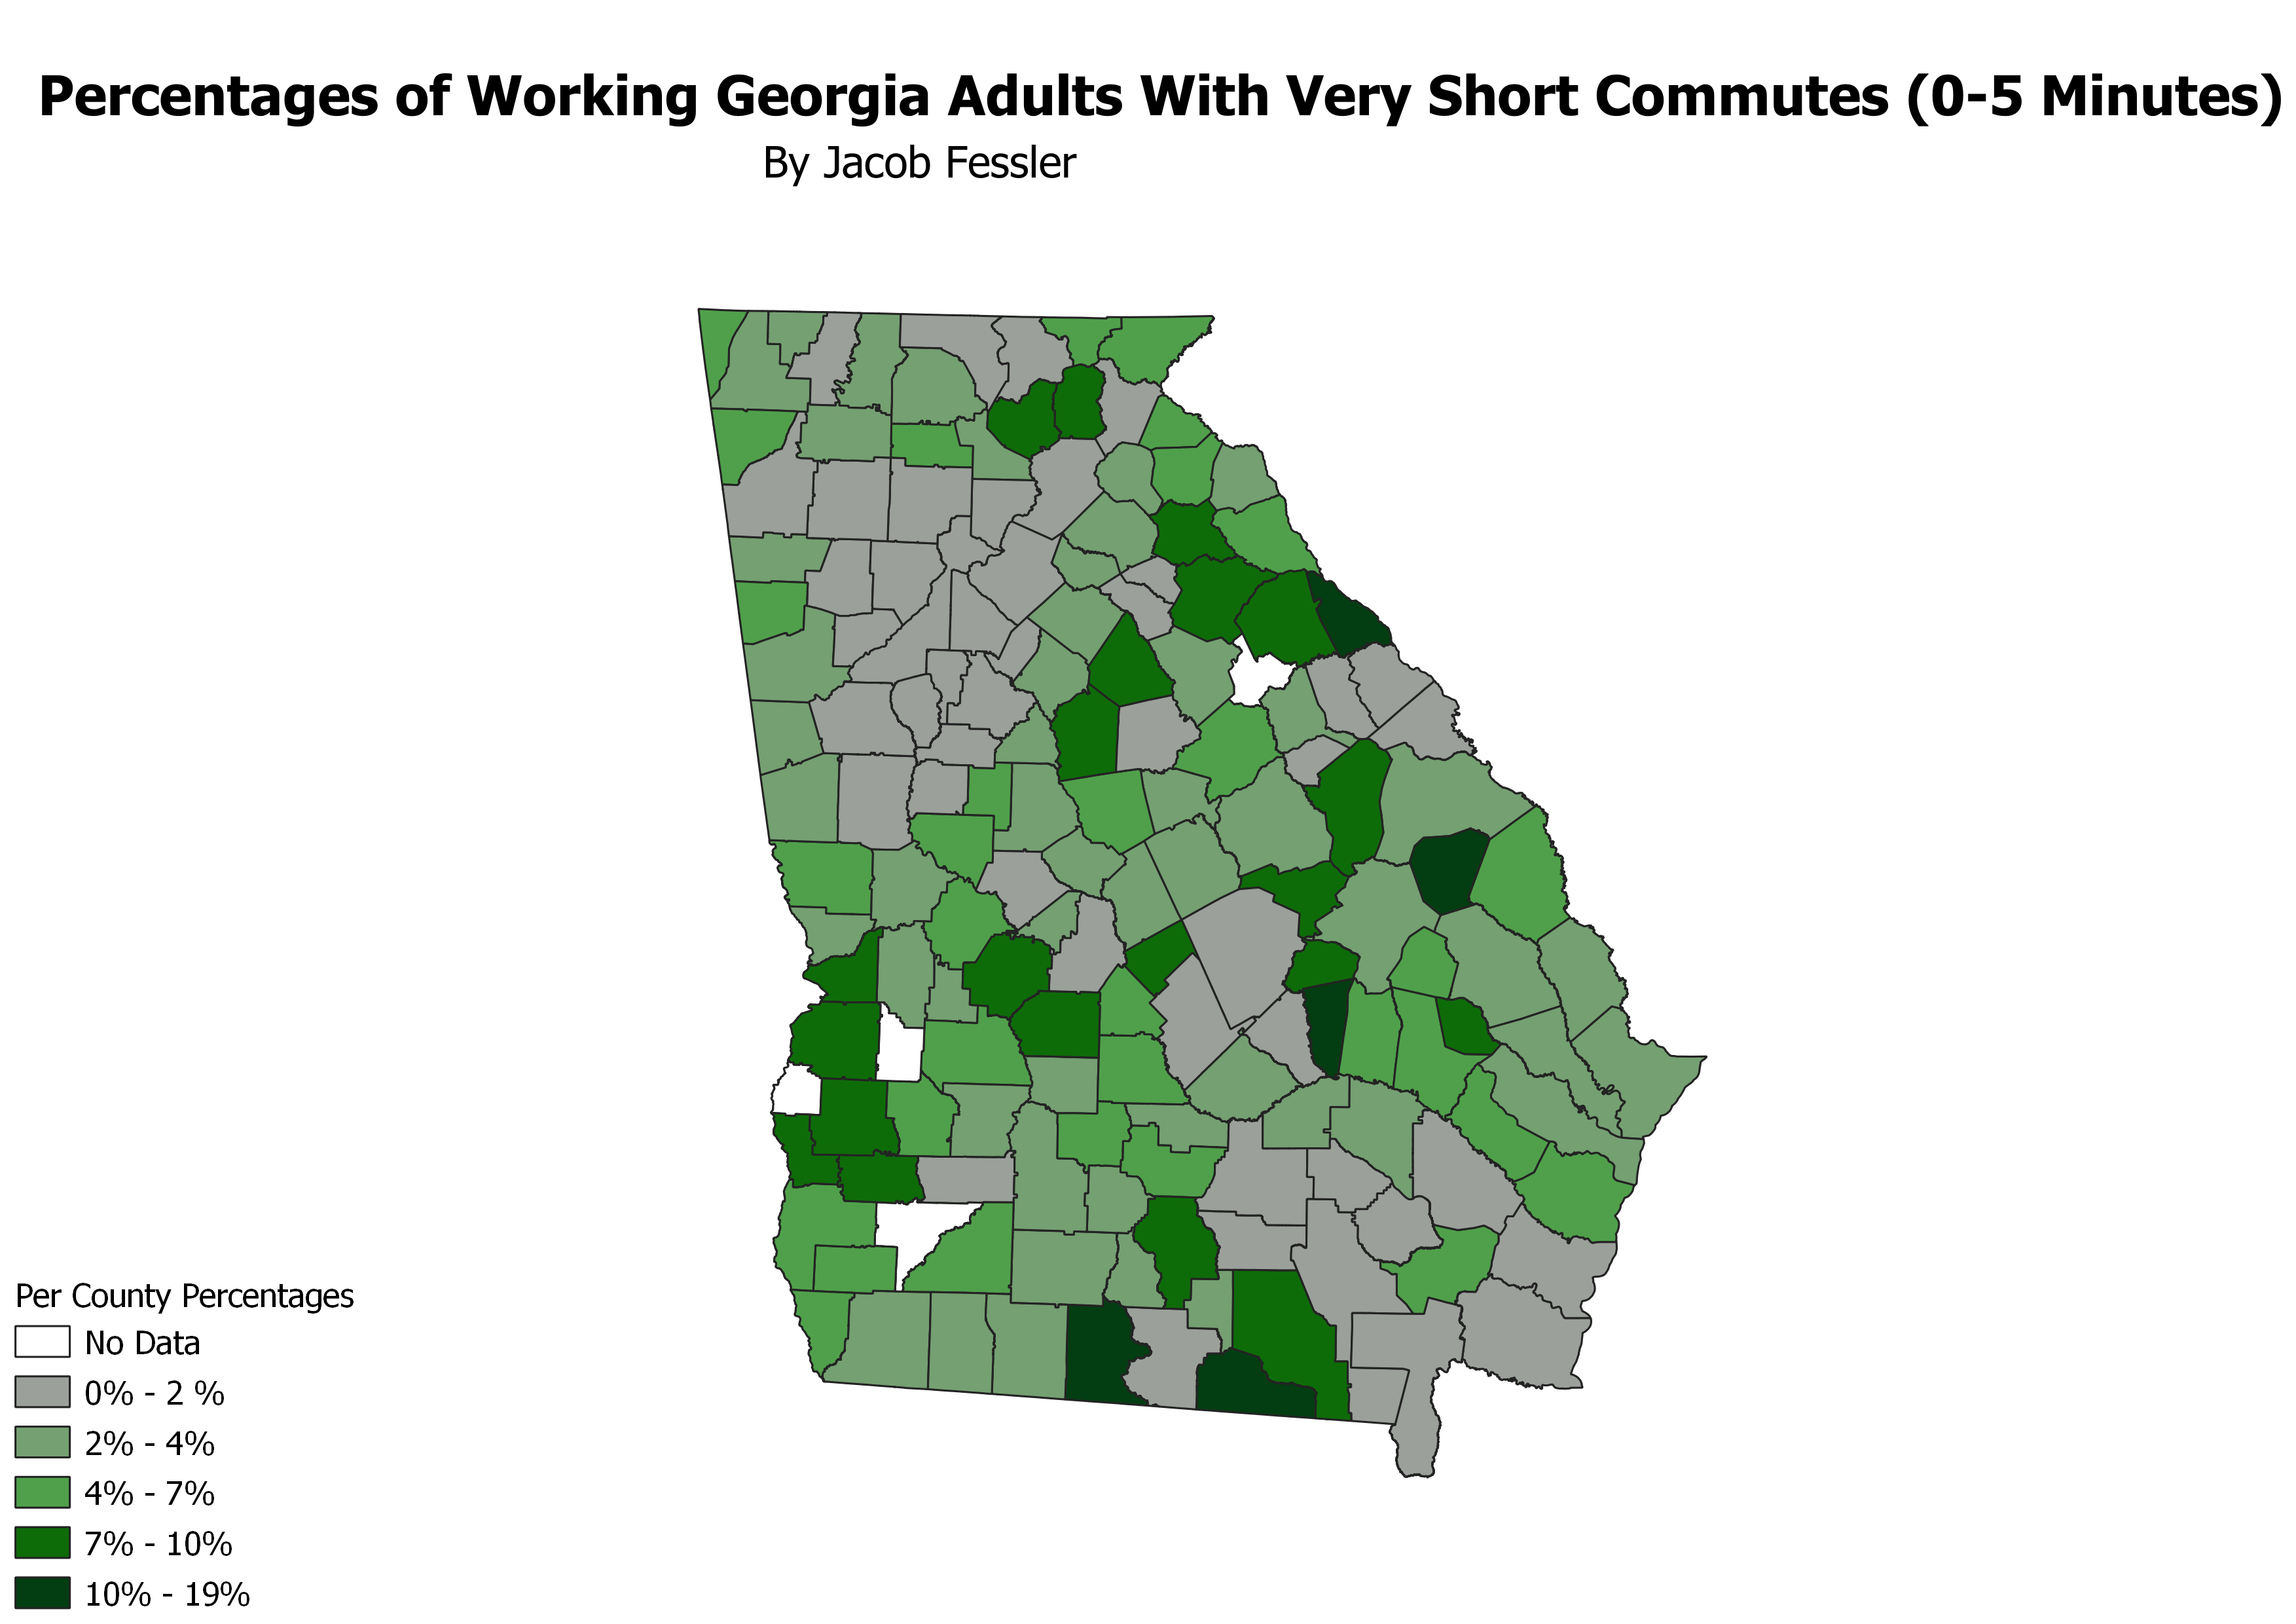 Percentages of Working Georgia Adults With Very Short Commutes (0-5 Minutes)
By Jacob Fessler
Per County Percentages
No Data
0% - 2 %
2% - 4%
4% - 7%
7% - 10%
10% - 19%